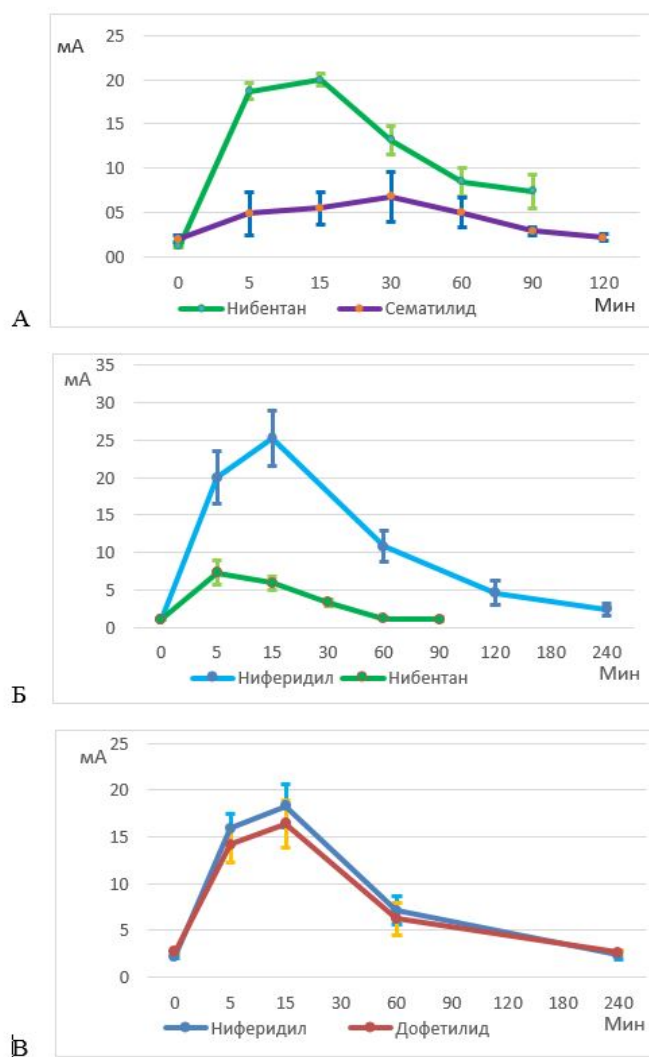 мА
25
20
15
10
05
00
0 5 15 30 60 90 120
Мин
Нибентан Сематилид
А
мА
35
30
25
20
15
10
5
0
0 5 15 30 60 90 120 180 240
Мин
Ниферидил Нибентан
Б
мА
25
20
15
10
5
0
0 5 15 30 60 90 120 180 240
Мин
Ниферидил Дофетилид
В